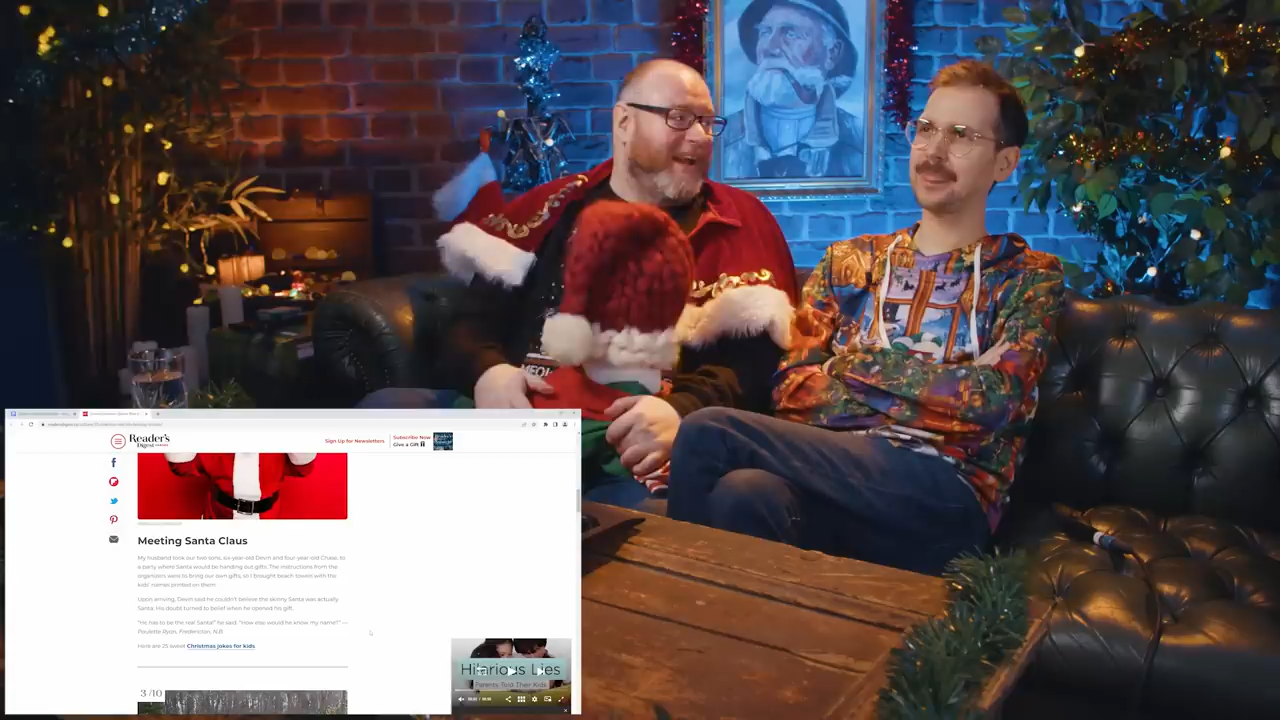 MEOW
Reader's
Digest
Sign Up for Newsletters
Subscribe Now
Give a Gift
Meeting Santa Claus
My husband took our two sons, six-year-old Devin and four-year-old Chase, to
a party where Santa would be handing out gifts. The instructions from the
organizers were to bring our own gifts, so I brought beach towels with the
kids' names printed on them.
Upon arriving, Devin said he couldn't believe the skinny Santa was actually
Santa. His doubt turned to belief when he opened his gift.
"He has to be the real Santa!" he said. "How else would he know my name?" —
Paulette Ryan, Fredericton, N.B.
Here are 25 sweet Christmas jokes for kids.
3 /10
Hilarious Lies
Parents Told Their Kids